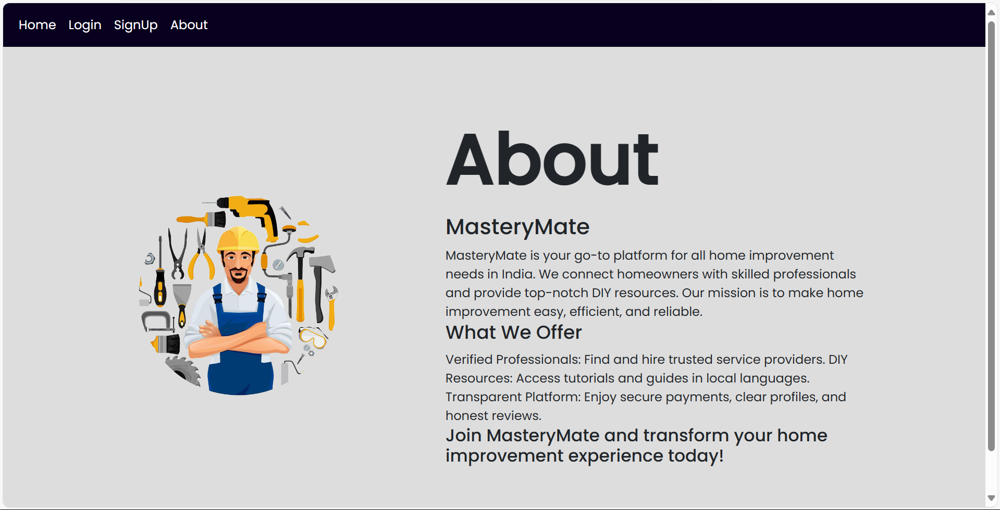 Home Login SignUp About
About
MasteryMate
MasteryMate is your go-to platform for all home improvement
needs in India. We connect homeowners with skilled professionals
and provide top-notch DIY resources. Our mission is to make home
improvement easy, efficient, and reliable.
What We Offer
Verified Professionals: Find and hire trusted service providers. DIY
Resources: Access tutorials and guides in local languages.
Transparent Platform: Enjoy secure payments, clear profiles, and
honest reviews.
Join MasteryMate and transform your home
improvement experience today!